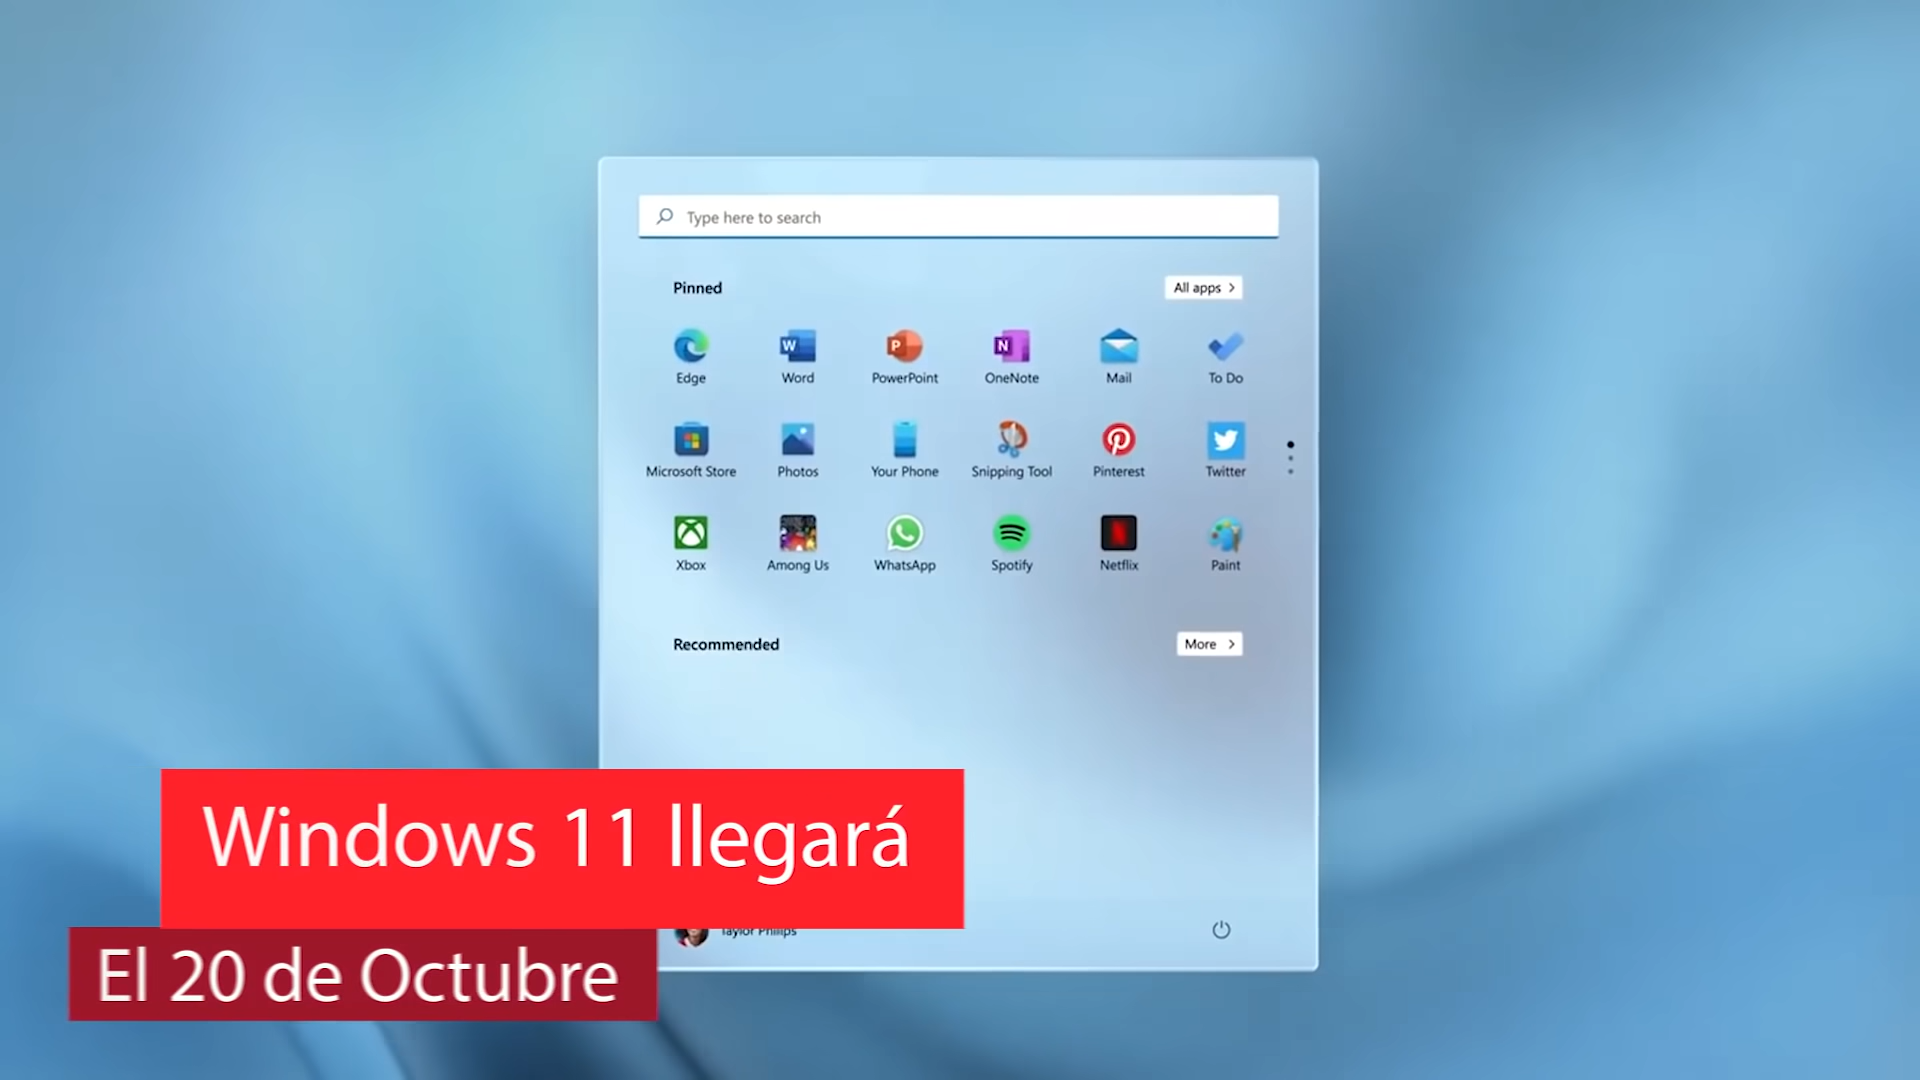 Type here to search
Pinned
All apps
Edge
Word
PowerPoint
OneNote
Mail
To Do
Microsoft Store
Photos
Your Phone
Snipping Tool
Pinterest
Twitter
Xbox
Among Us
WhatsApp
Spotify
Netflix
Paint
Recommended
More
Windows 11 llegará
Taylor Philips
El 20 de Octubre